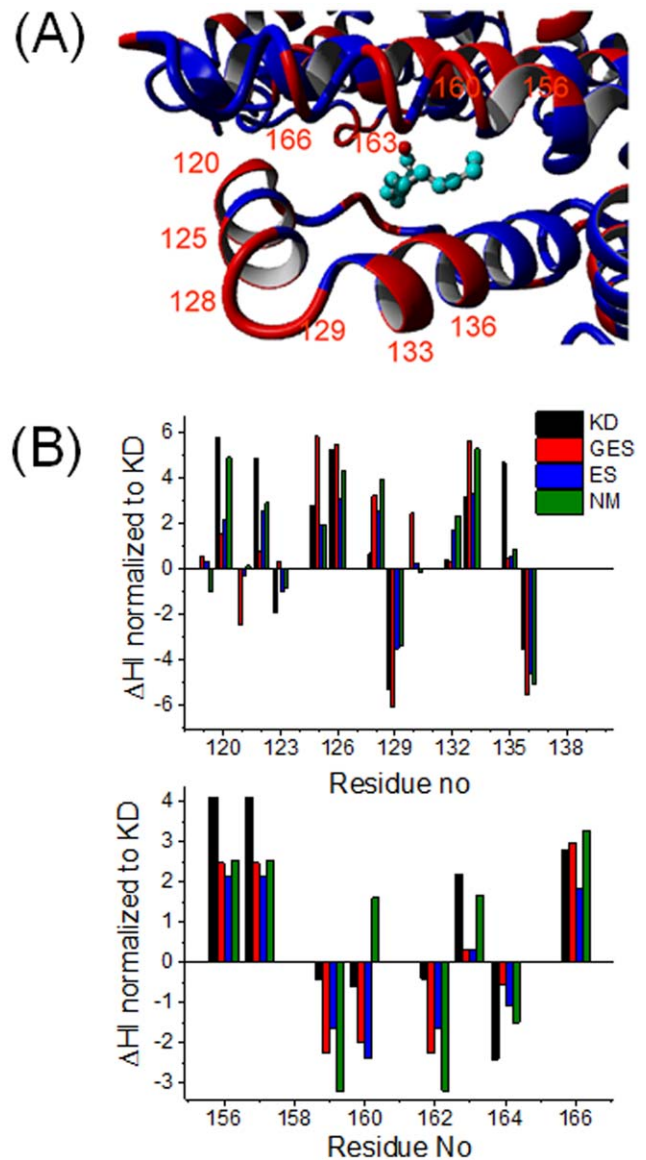 (A)
160 156
166 163
120
125
128
129 136
133
(B)
KD
GES
ES
NM
ΔHI normalized to KD
6
4
2
0
-2
-4
-6
120 123 126 129 132 135 138
Residue no
ΔHI normalized to KD
4
3
2
1
0
-1
-2
-3
156 158 160 162 164 166
Residue No